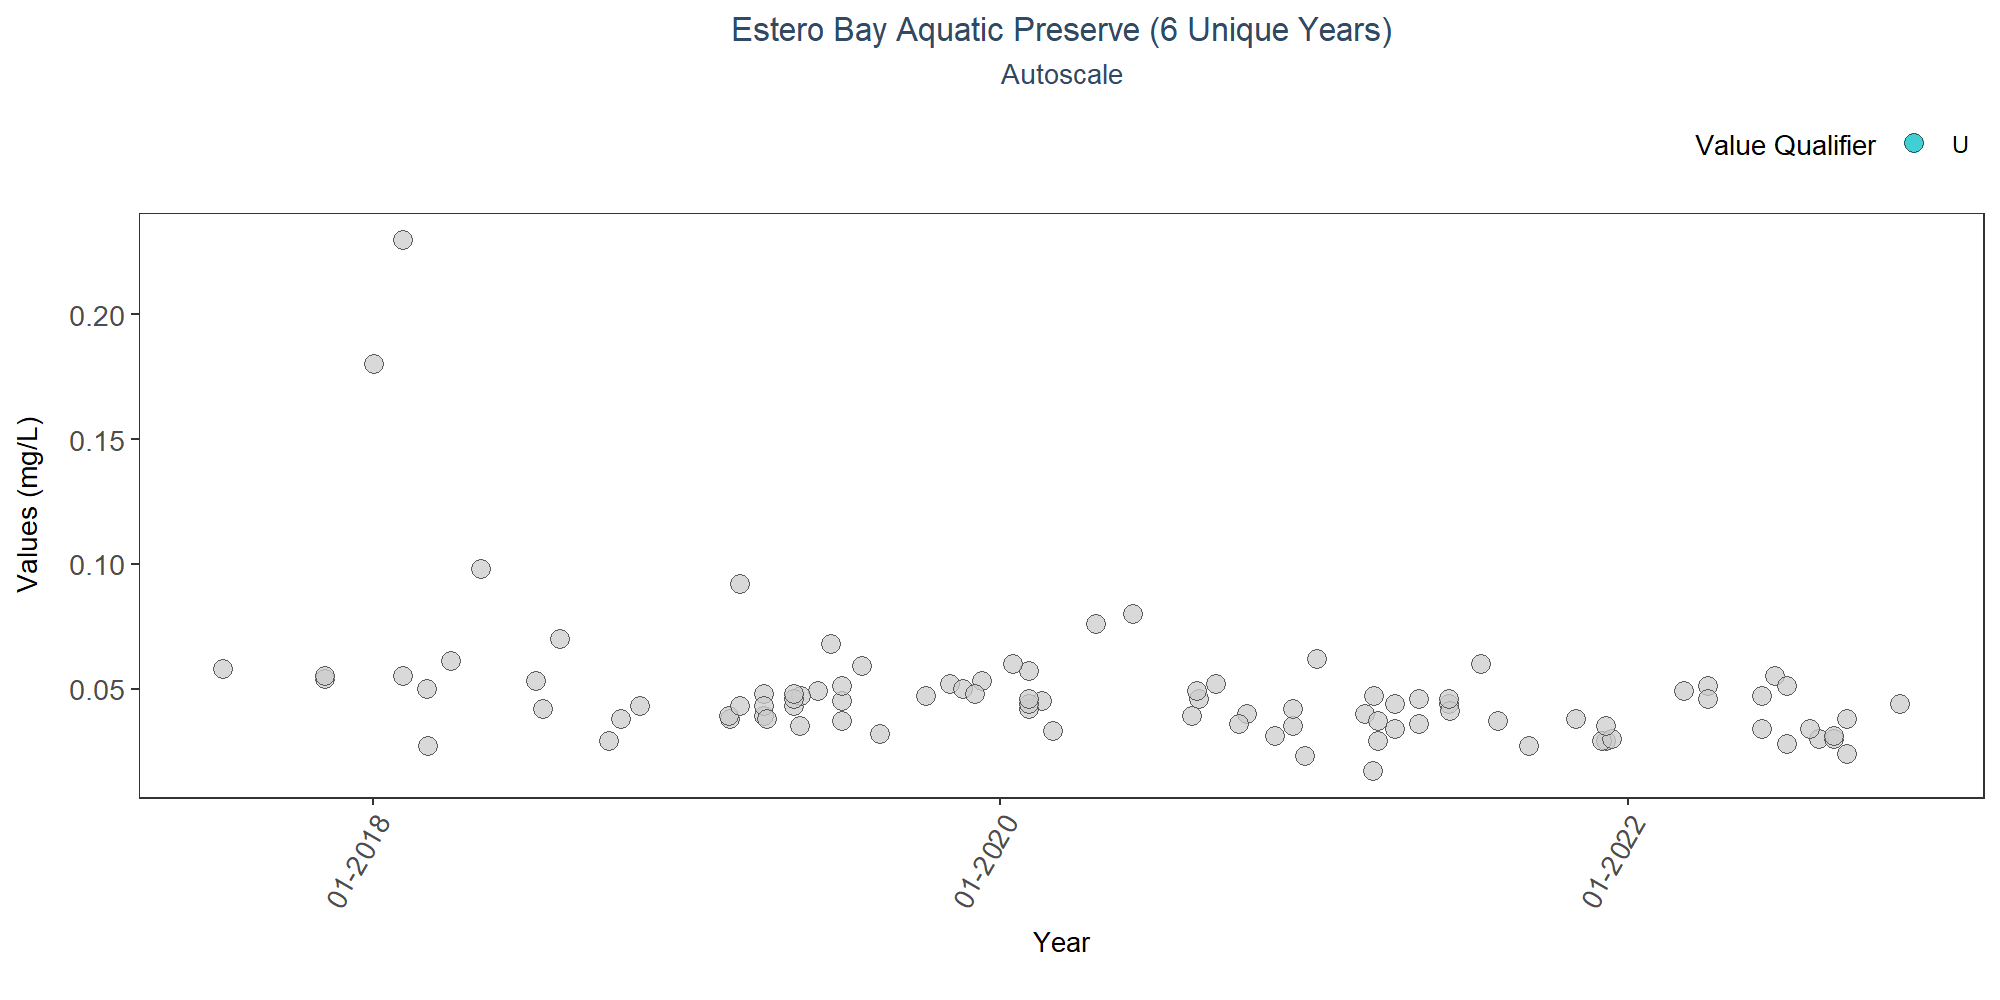 Estero Bay Aquatic Preserve (6 Unique Years)
Autoscale
Value Qualifier U
Values (mg/L)
0.20
0.15
0.10
0.05
01-2018
01-2020
01-2022
Year